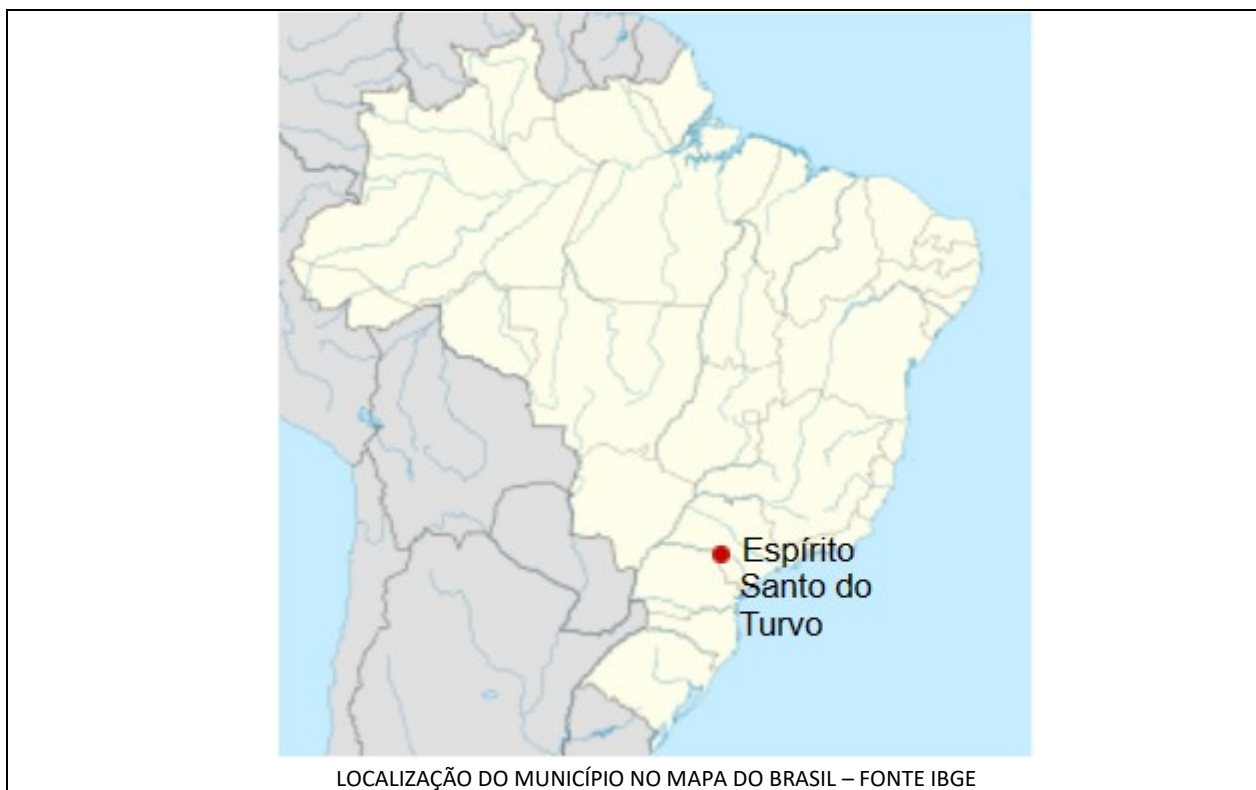 Espírito
Santo do
Turvo
LOCALIZAÇÃO DO MUNICÍPIO NO MAPA DO BRASIL – FONTE IBGE